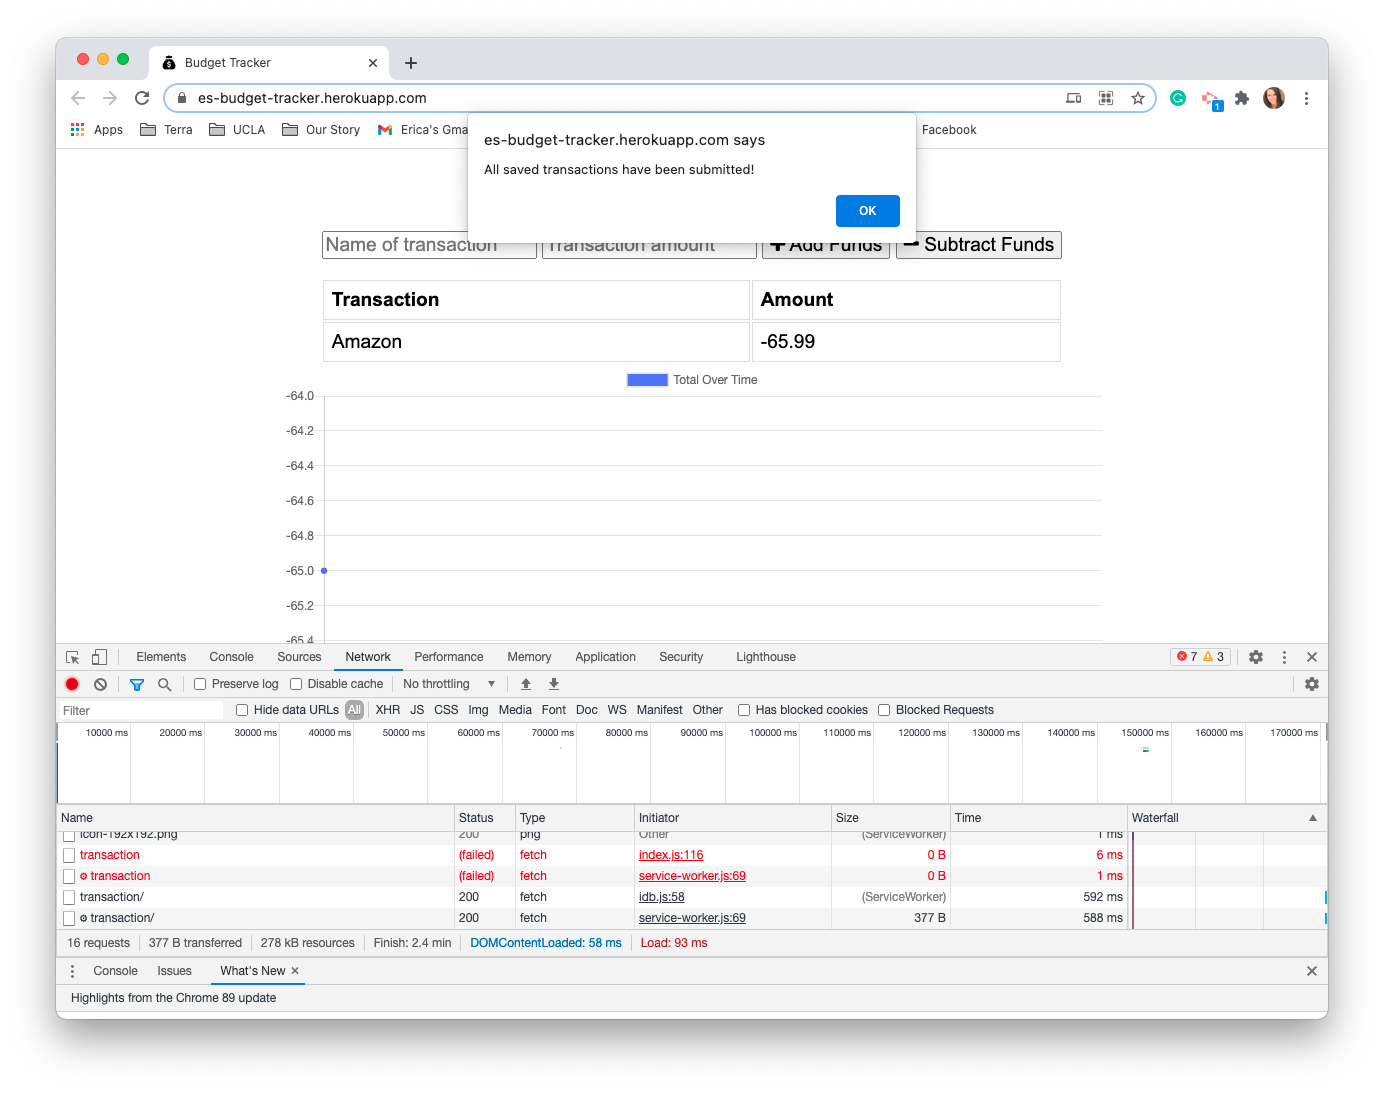 Budget Tracker
es-budget-tracker.herokuapp.com
1
Apps Terra UCLA Our Story Erica's Gma Facebook
es-budget-tracker.herokuapp.com says
All saved transactions have been submitted!
OK
Name of transaction Transaction amount Add Funds Subtract Funds
Transaction Amount
Amazon -65.99
Total Over Time
-64.0
-64.2
-64.4
-64.6
-64.8
-65.0
-65.2
-65.4
Elements Console Sources Network Performance Memory Application Security Lighthouse 7 3
Preserve log Disable cache No throttling
Filter Hide data URLs All XHR JS CSS Img Media Font Doc WS Manifest Other Has blocked cookies Blocked Requests
10000 ms 20000 ms 30000 ms 40000 ms 50000 ms 60000 ms 70000 ms 80000 ms 90000 ms 100000 ms 110000 ms 120000 ms 130000 ms 140000 ms 150000 ms 160000 ms 170000 ms
Name Status Type Initiator Size Time Waterfall
icon-192x192.png 200 png Other (ServiceWorker) 1 ms
transaction (failed) fetch index.js:116 0 B 6 ms
transaction (failed) fetch service-worker.js:69 0 B 1 ms
transaction/ 200 fetch idb.js:58 (ServiceWorker) 592 ms
transaction/ 200 fetch service-worker.js:69 377 B 588 ms
16 requests 377 B transferred 278 kB resources Finish: 2.4 min DOMContentLoaded: 58 ms Load: 93 ms
Console Issues What's New
Highlights from the Chrome 89 update